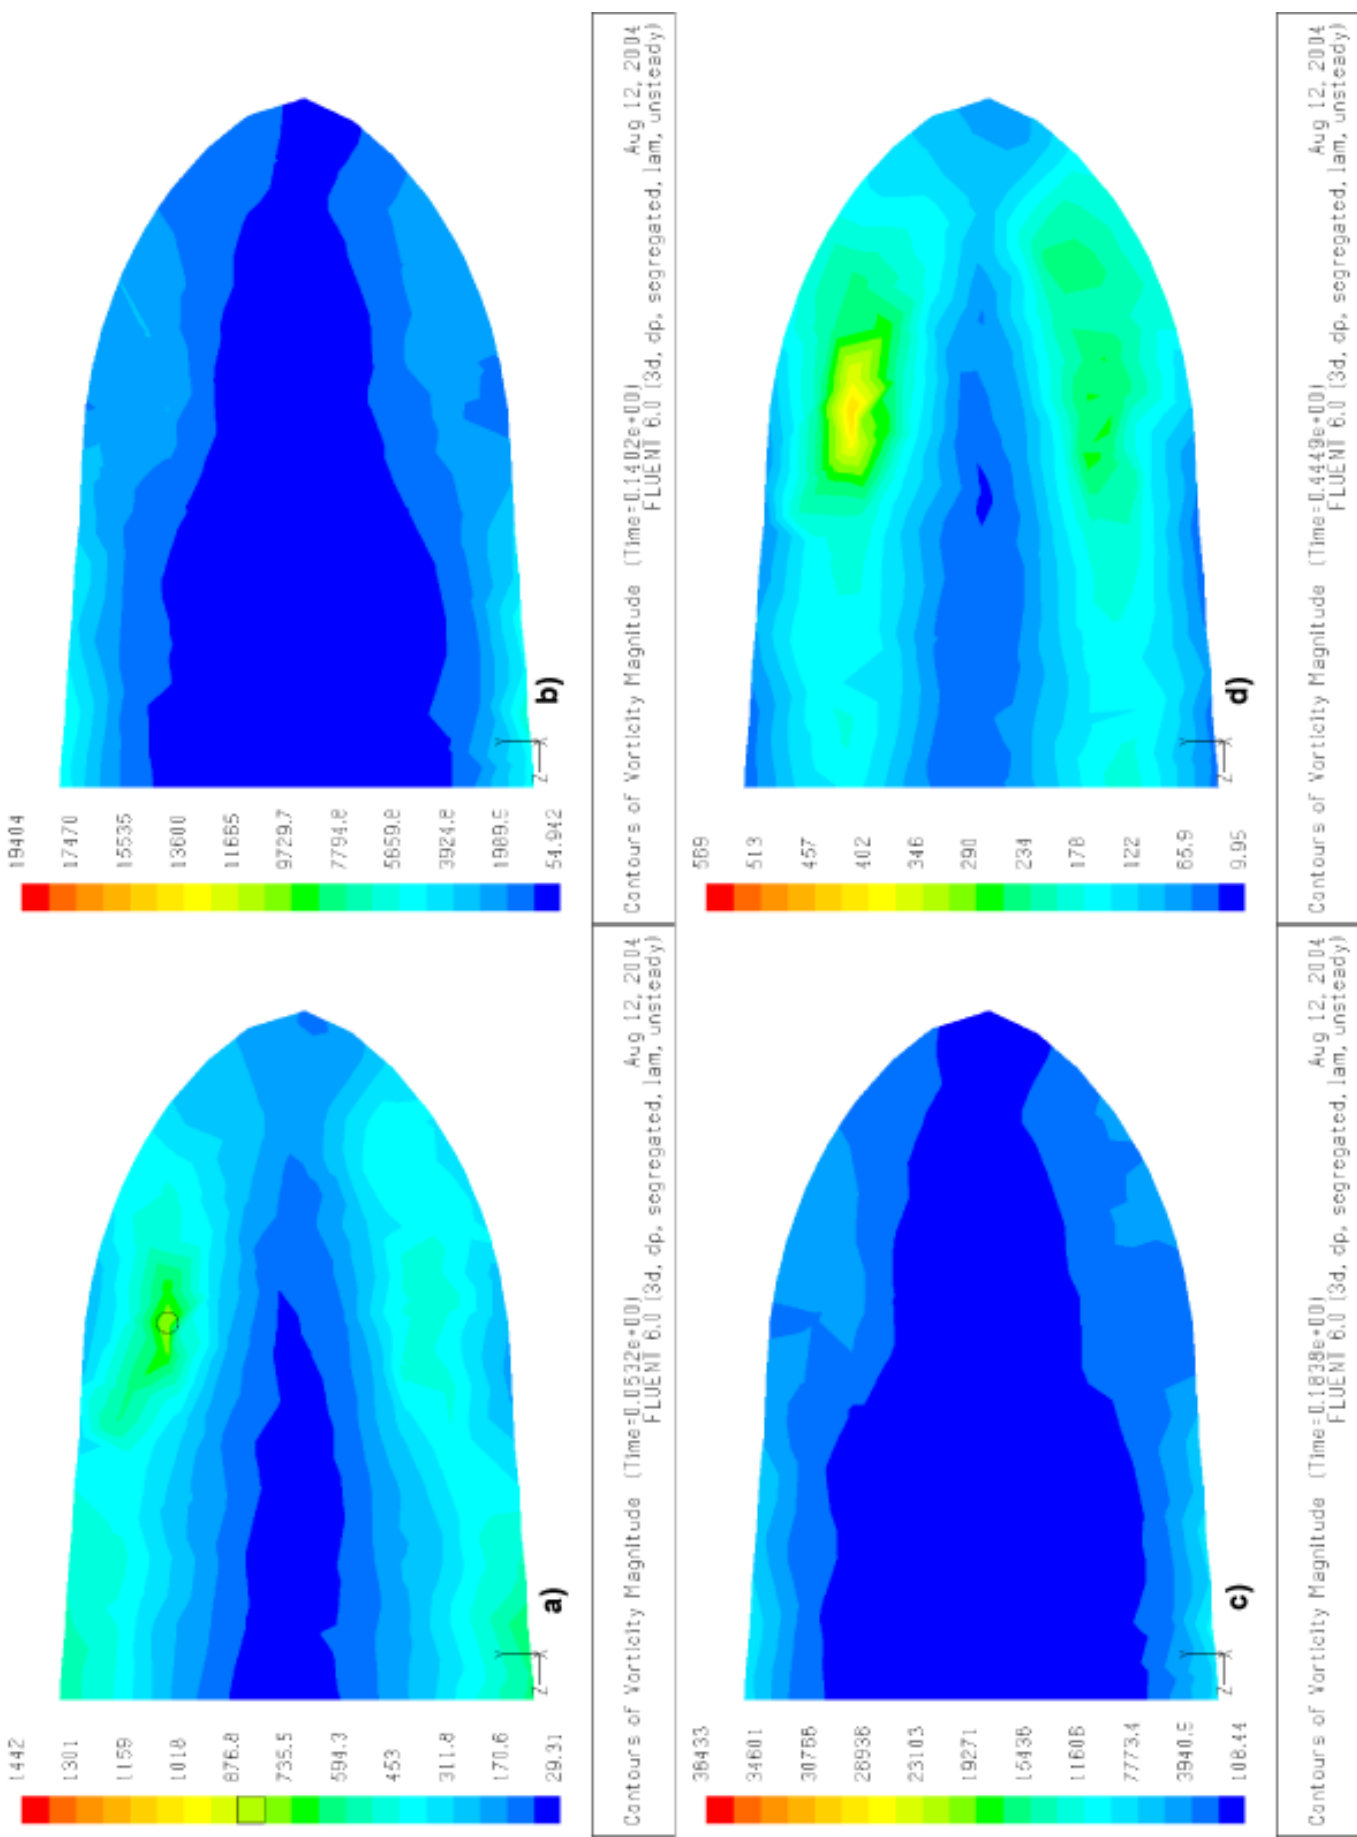 1442
1301
1159
1018
876.8
735.5
594.3
453
311.8
170.6
29.31
Y
Z X
a)
Contours of Vorticity Magnitude (Time=0.0532e+00) Aug 12, 2004
FLUENT 6.0 (3d, dp, segregated, lam, unsteady)
19404
17470
15535
13600
11665
9729.7
7794.8
5859.8
3924.8
1989.9
54.942
Y
Z X
b)
Contours of Vorticity Magnitude (Time=0.1402e+00) Aug 12, 2004
FLUENT 6.0 (3d, dp, segregated, lam, unsteady)
38433
34601
30768
26936
23103
19271
15438
11606
7773.4
3940.9
108.44
Y
Z X
c)
Contours of Vorticity Magnitude (Time=0.1838e+00) Aug 12, 2004
FLUENT 6.0 (3d, dp, segregated, lam, unsteady)
569
513
457
402
346
290
234
178
122
65.9
9.95
Y
Z X
d)
Contours of Vorticity Magnitude (Time=0.4449e+00) Aug 12, 2004
FLUENT 6.0 (3d, dp, segregated, lam, unsteady)